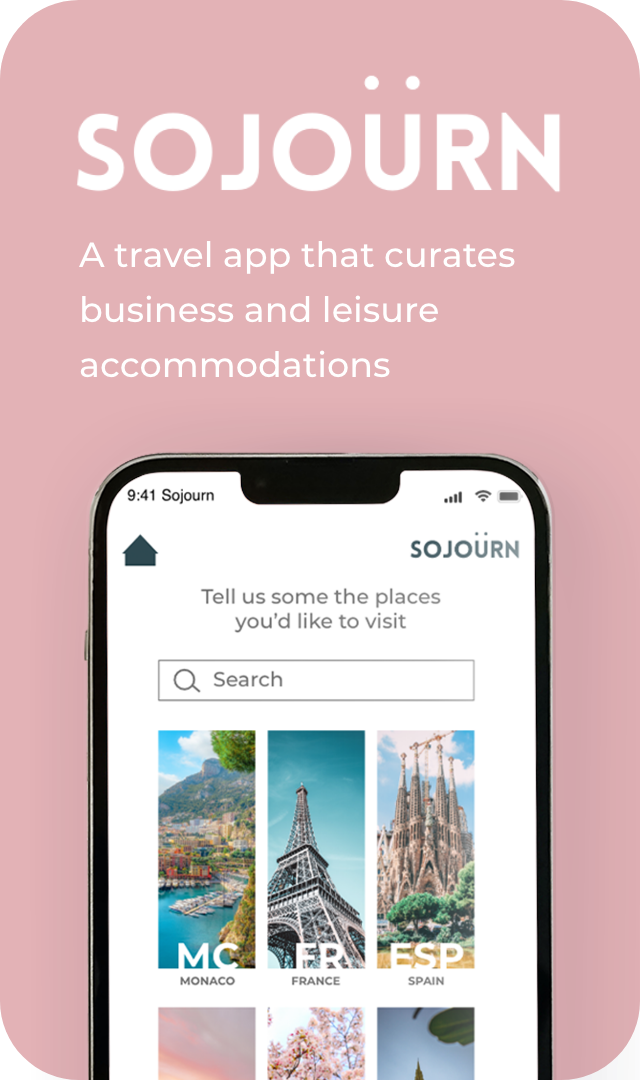 SOJOÜRN
A travel app that curates
business and leisure
accommodations
9:41 Sojourn
SOJOÜRN
Tell us some the places
you'd like to visit
Search
MC
FR
ESP
MONACO
FRANCE
SPAIN